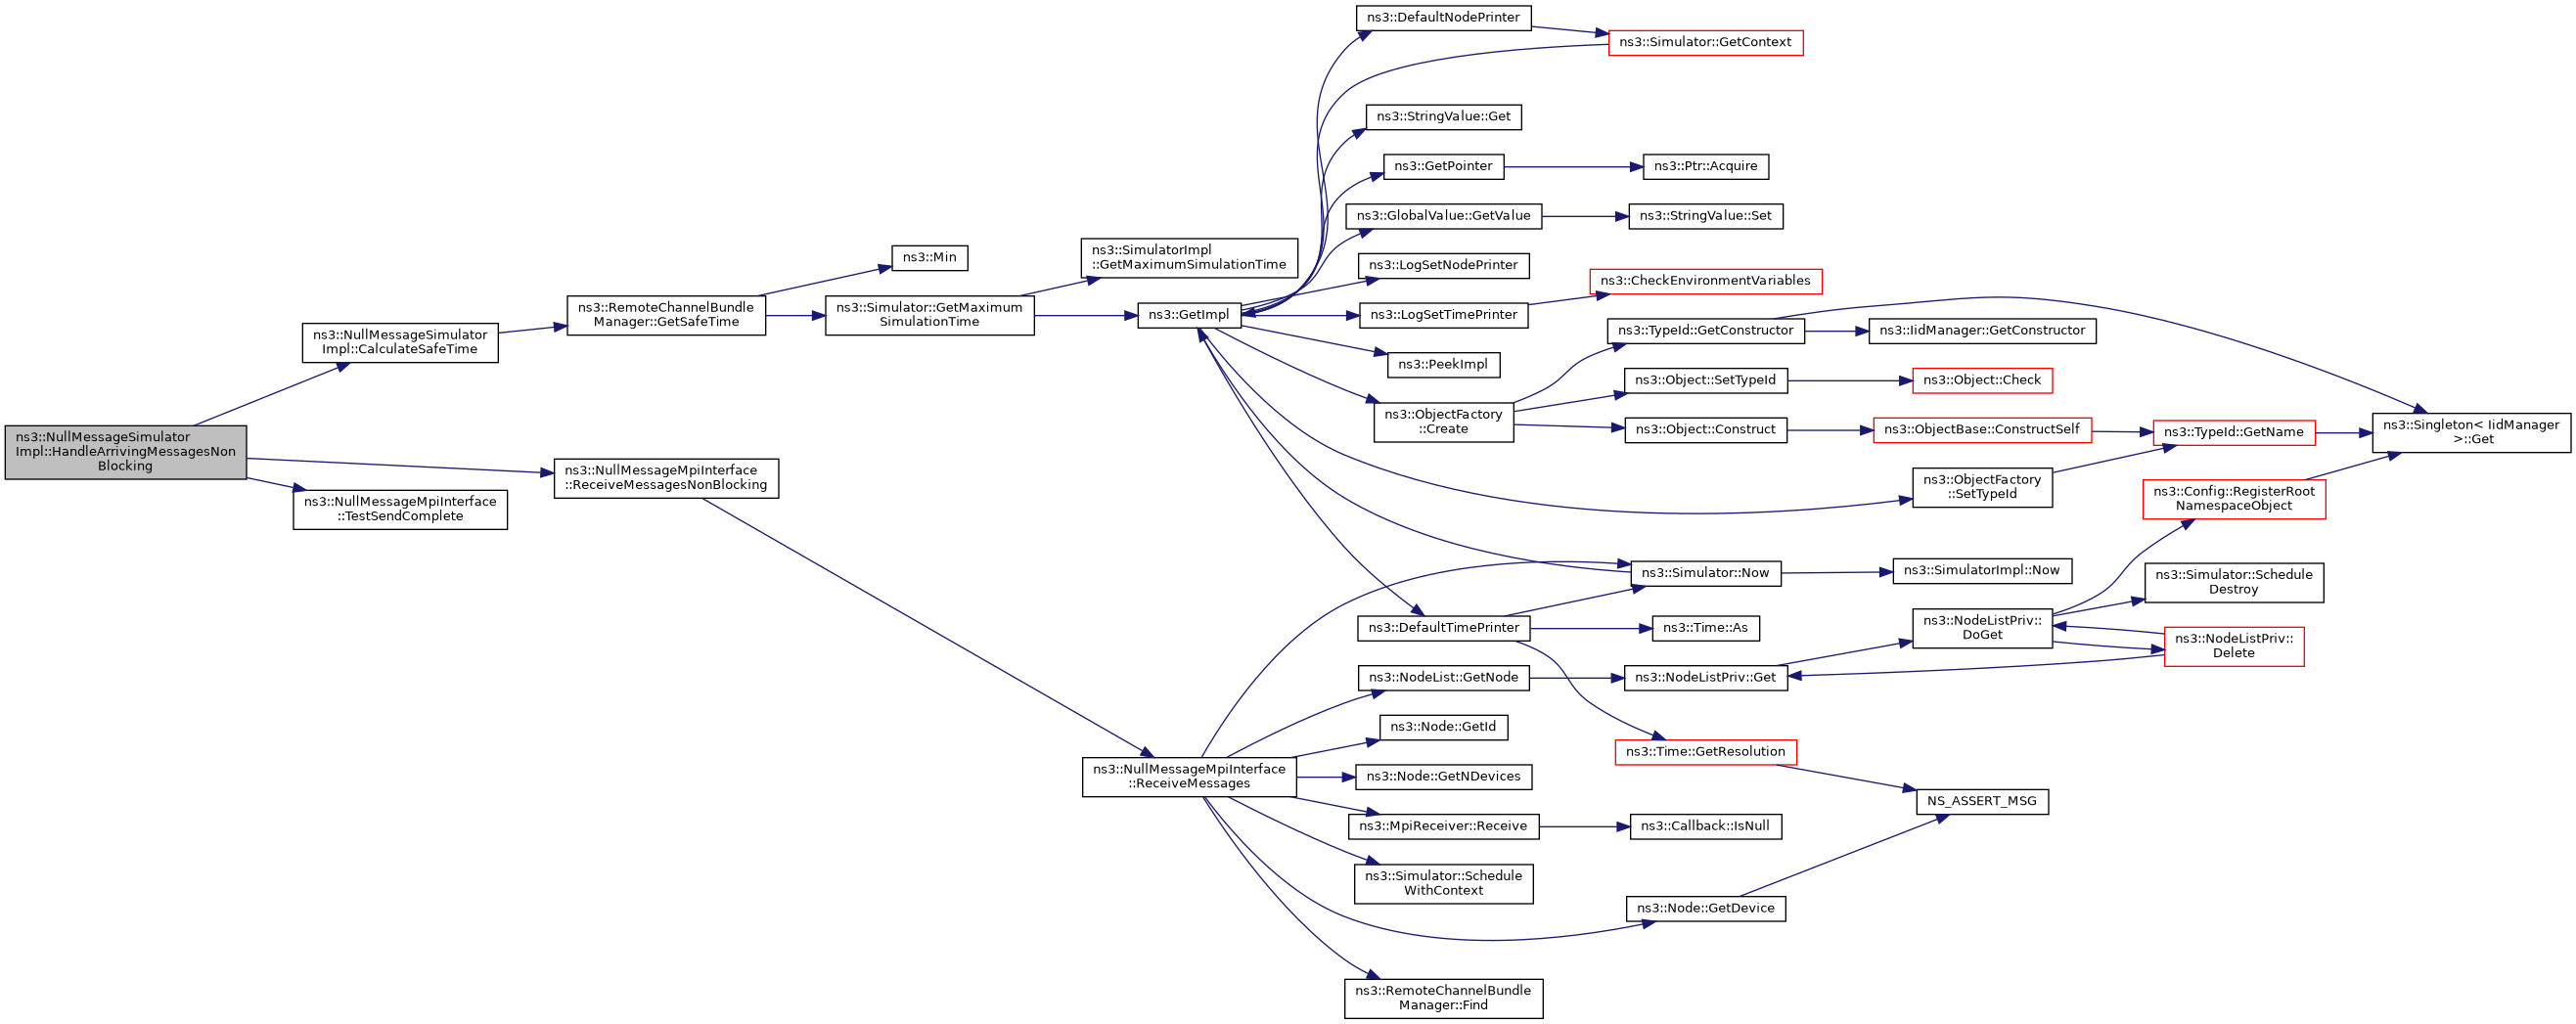 ns3::NullMessageSimulator
Impl::HandleArrivingMessagesNon
Blocking
ns3::NullMessageSimulator
Impl::CalculateSafeTime
ns3::RemoteChannelBundle
Manager::GetSafeTime
ns3::Min
ns3::Simulator::GetMaximum
SimulationTime
ns3::SimulatorImpl
::GetMaximumSimulationTime
ns3::GetImpl
ns3::DefaultNodePrinter
ns3::Simulator::GetContext
ns3::StringValue::Get
ns3::GetPointer
ns3::Ptr::Acquire
ns3::GlobalValue::GetValue
ns3::StringValue::Set
ns3::LogSetNodePrinter
ns3::LogSetTimePrinter
ns3::CheckEnvironmentVariables
ns3::PeekImpl
ns3::ObjectFactory
::Create
ns3::TypeId::GetConstructor
ns3::IidManager::GetConstructor
ns3::Object::SetTypeId
ns3::Object::Check
ns3::Object::Construct
ns3::ObjectBase::ConstructSelf
ns3::TypeId::GetName
ns3::Singleton< IidManager
>::Get
ns3::ObjectFactory
::SetTypeId
ns3::Config::RegisterRoot
NamespaceObject
ns3::NullMessageMpiInterface
::ReceiveMessagesNonBlocking
ns3::NullMessageMpiInterface
::TestSendComplete
ns3::Simulator::Now
ns3::SimulatorImpl::Now
ns3::DefaultTimePrinter
ns3::Time::As
ns3::NodeListPriv::
DoGet
ns3::Simulator::Schedule
Destroy
ns3::NodeListPriv::
Delete
ns3::NodeList::GetNode
ns3::NodeListPriv::Get
ns3::Node::GetId
ns3::Time::GetResolution
ns3::NullMessageMpiInterface
::ReceiveMessages
ns3::Node::GetNDevices
NS_ASSERT_MSG
ns3::MpiReceiver::Receive
ns3::Callback::IsNull
ns3::Simulator::Schedule
WithContext
ns3::Node::GetDevice
ns3::RemoteChannelBundle
Manager::Find